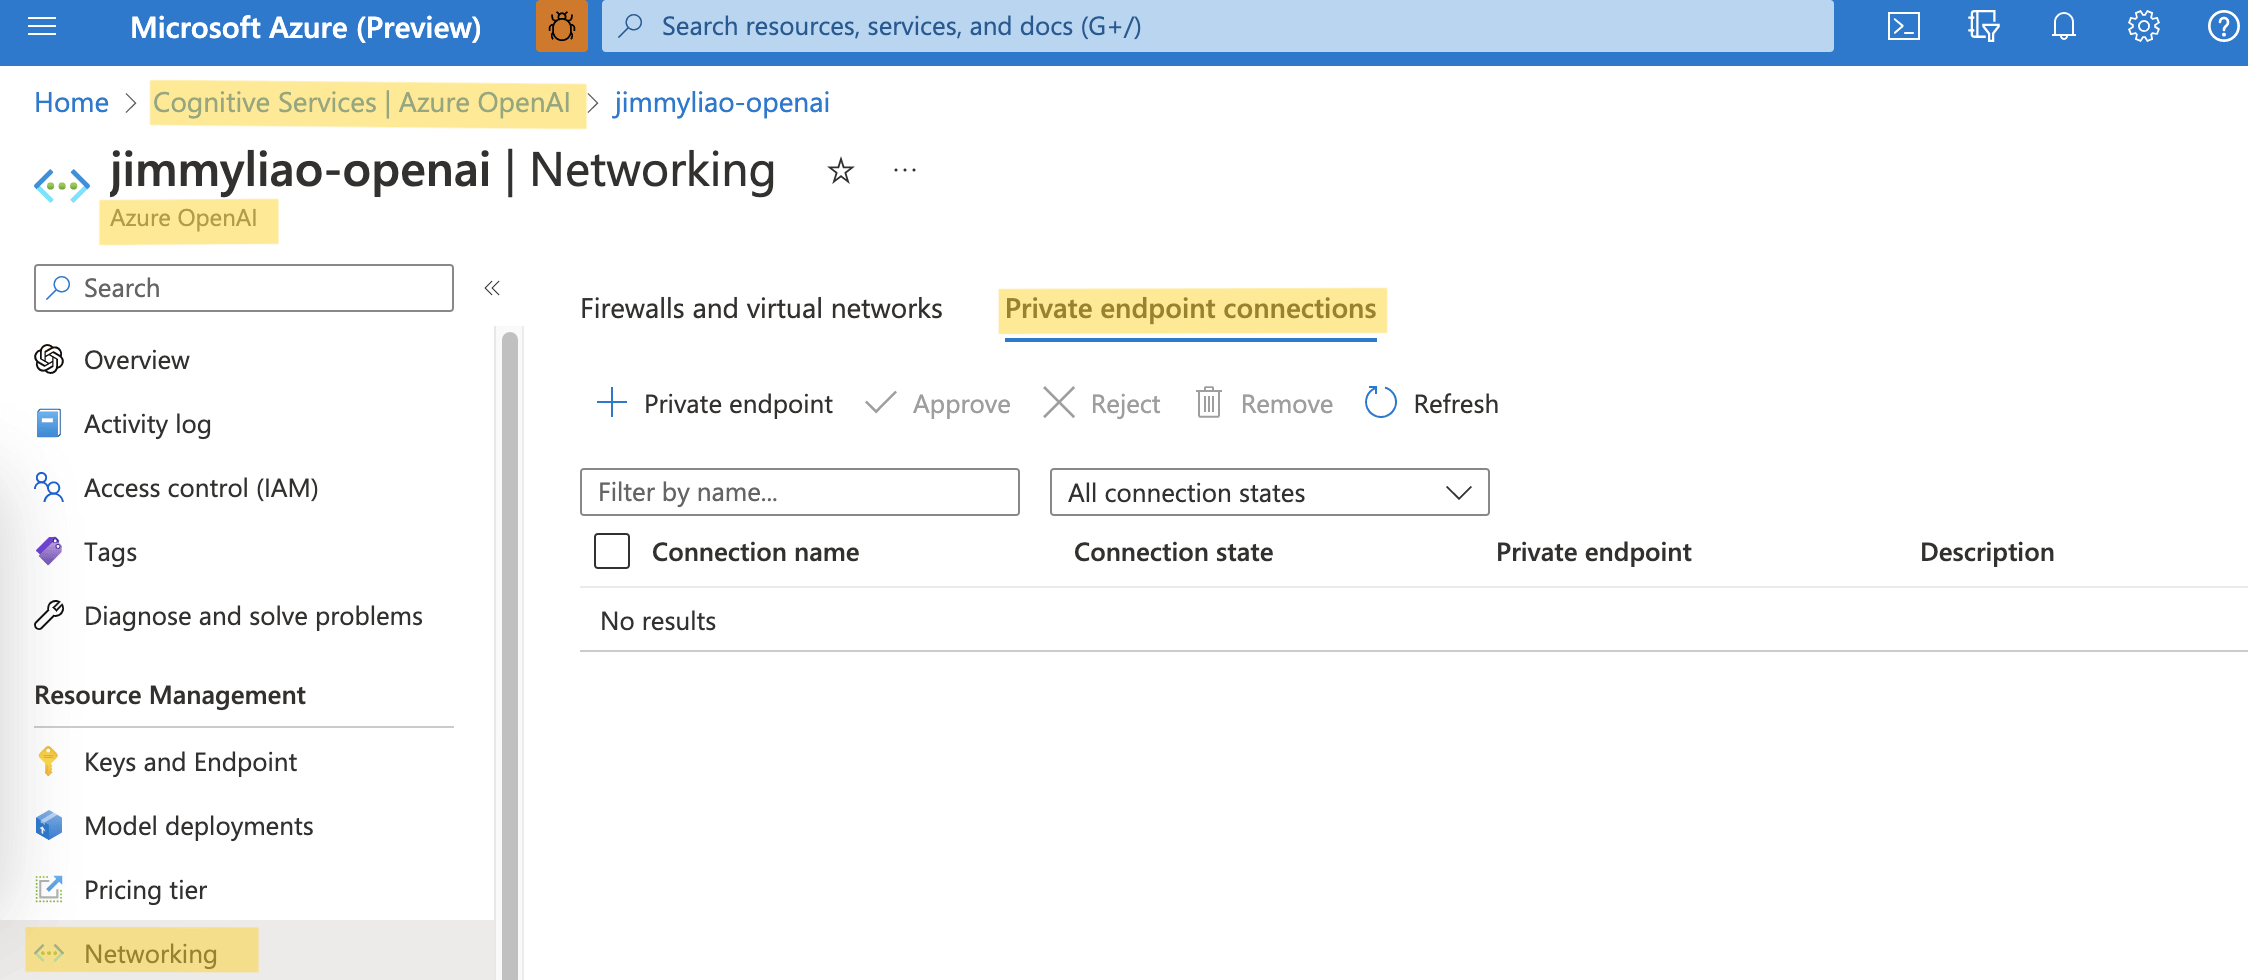 Microsoft Azure (Preview)
Search resources, services, and docs (G+/)
Home > Cognitive Services | Azure OpenAI > jimmyliao-openai
jimmyliao-openai | Networking
Azure OpenAI
Search
Overview
Activity log
Access control (IAM)
Tags
Diagnose and solve problems
Resource Management
Keys and Endpoint
Model deployments
Pricing tier
Networking
Firewalls and virtual networks
Private endpoint connections
Private endpoint
Approve
Reject
Remove
Refresh
Filter by name...
All connection states
Connection name
Connection state
Private endpoint
Description
No results